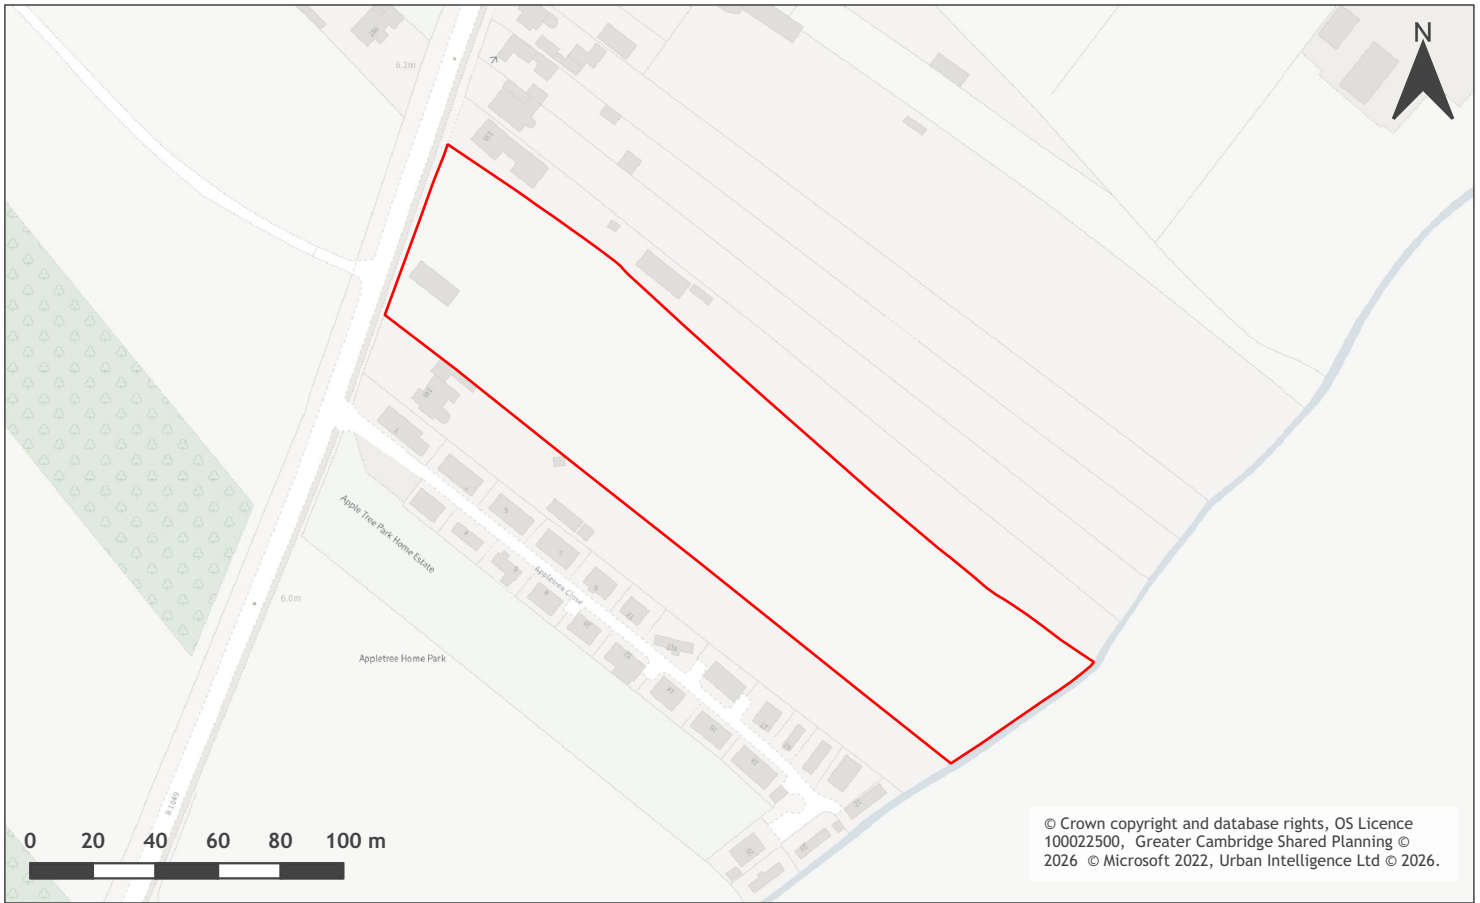 N
6.2m
Apple Tree Park Home Estate
Appletree Close
6.0m
Appletree Home Park
B 1049
0 20 40 60 80 100 m
© Crown copyright and database rights, OS Licence
100022500, Greater Cambridge Shared Planning ©
2026 © Microsoft 2022, Urban Intelligence Ltd © 2026.